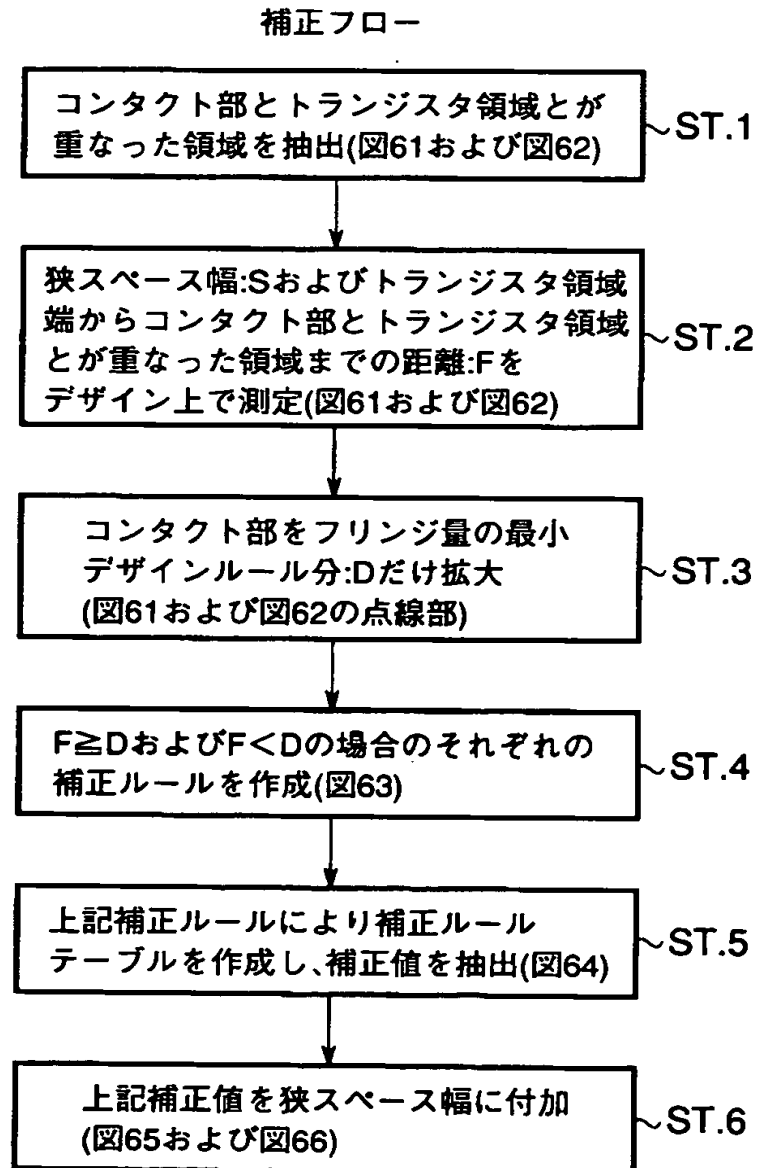 補正フロー
コンタクト部とトランジスタ領域とが
重なった領域を抽出(図61および図62)
ST.1
狭スペース幅:Sおよびトランジスタ領域
端からコンタクト部とトランジスタ領域
とが重なった領域までの距離:Fを
デザイン上で測定(図61および図62)
ST.2
コンタクト部をフリンジ量の最小
デザインルール分:Dだけ拡大
(図61および図62の点線部)
ST.3
F≧DおよびF<Dの場合のそれぞれの
補正ルールを作成(図63)
ST.4
上記補正ルールにより補正ルール
テーブルを作成し、補正値を抽出(図64)
ST.5
上記補正値を狭スペース幅に付加
(図65および図66)
ST.6